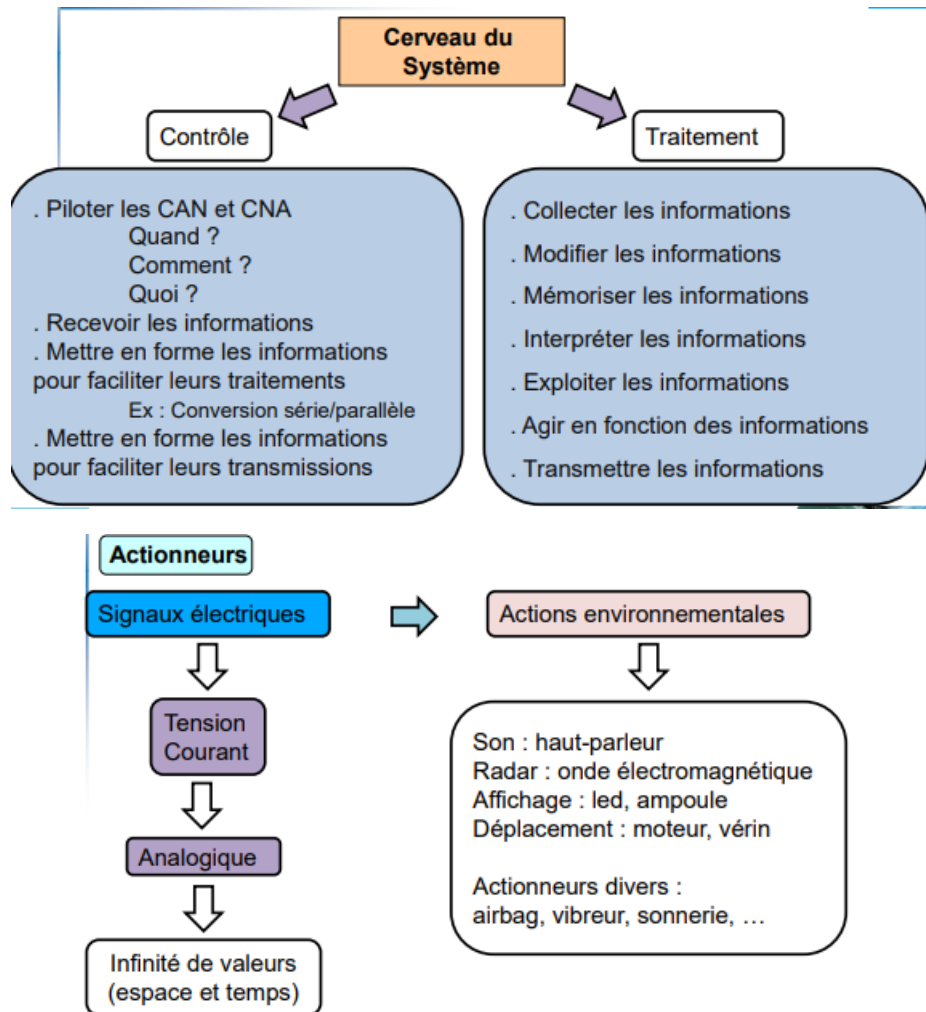 Cerveau du
Système
Contrôle
Traitement
. Piloter les CAN et CNA
Quand ?
Comment ?
Quoi ?
. Recevoir les informations
. Mettre en forme les informations
pour faciliter leurs traitements
Ex : Conversion série/parallèle
. Mettre en forme les informations
pour faciliter leurs transmissions
. Collecter les informations
. Modifier les informations
. Mémoriser les informations
. Interpréter les informations
. Exploiter les informations
. Agir en fonction des informations
. Transmettre les informations
Actionneurs
Signaux électriques
Actions environnementales
Tension
Courant
Analogique
Infinité de valeurs
(espace et temps)
Son : haut-parleur
Radar : onde électromagnétique
Affichage : led, ampoule
Déplacement : moteur, vérin
Actionneurs divers :
airbag, vibreur, sonnerie, …